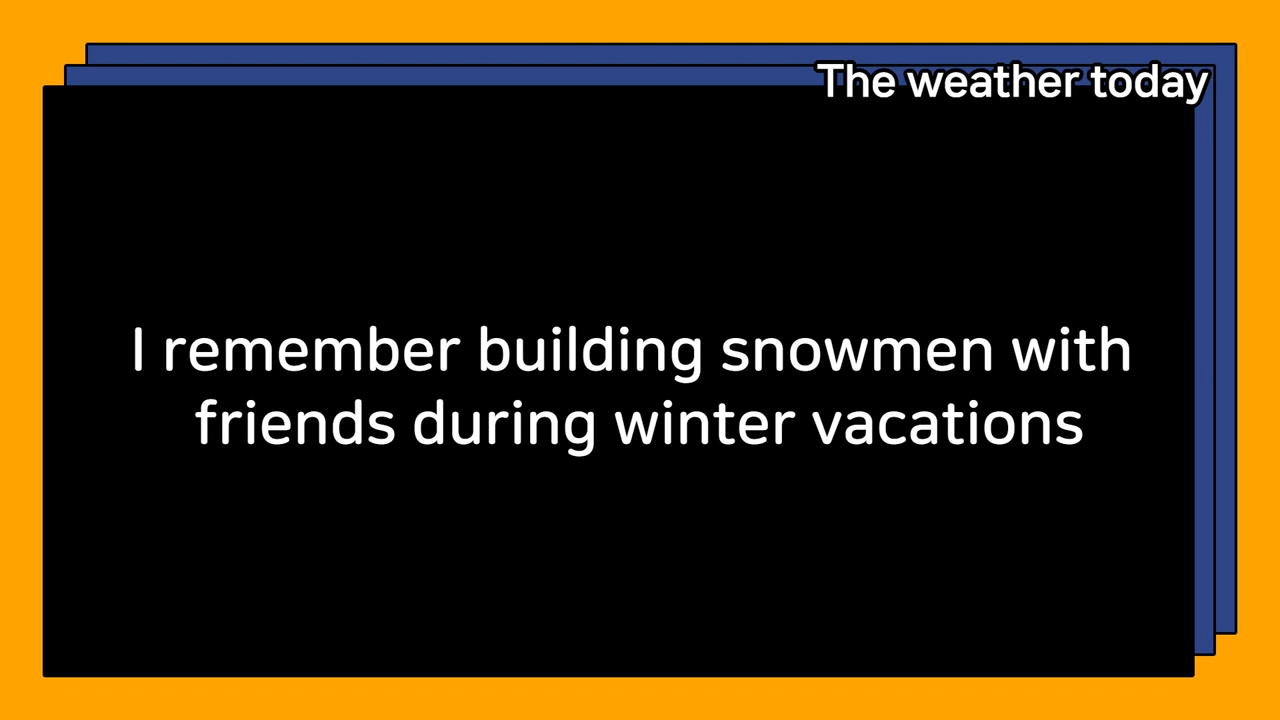 The weather today
I remember building snowmen with
friends during winter vacations